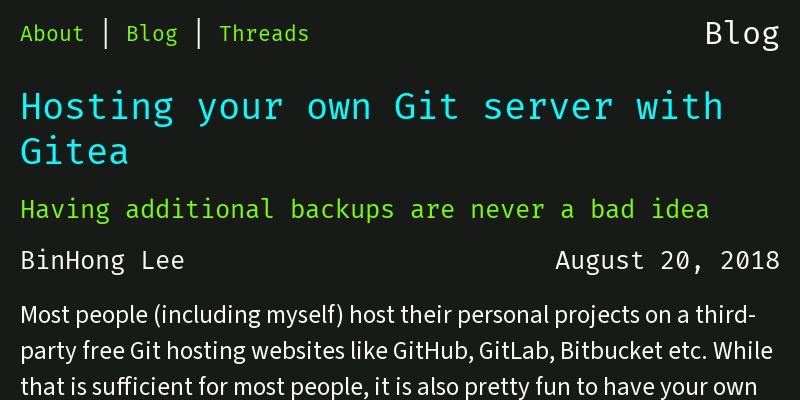 About | Blog | Threads Blog
Hosting your own Git server with
Gitea
Having additional backups are never a bad idea
BinHong Lee August 20, 2018
Most people (including myself) host their personal projects on a third-
party free Git hosting websites like GitHub, GitLab, Bitbucket etc. While
that is sufficient for most people, it is also pretty fun to have your own